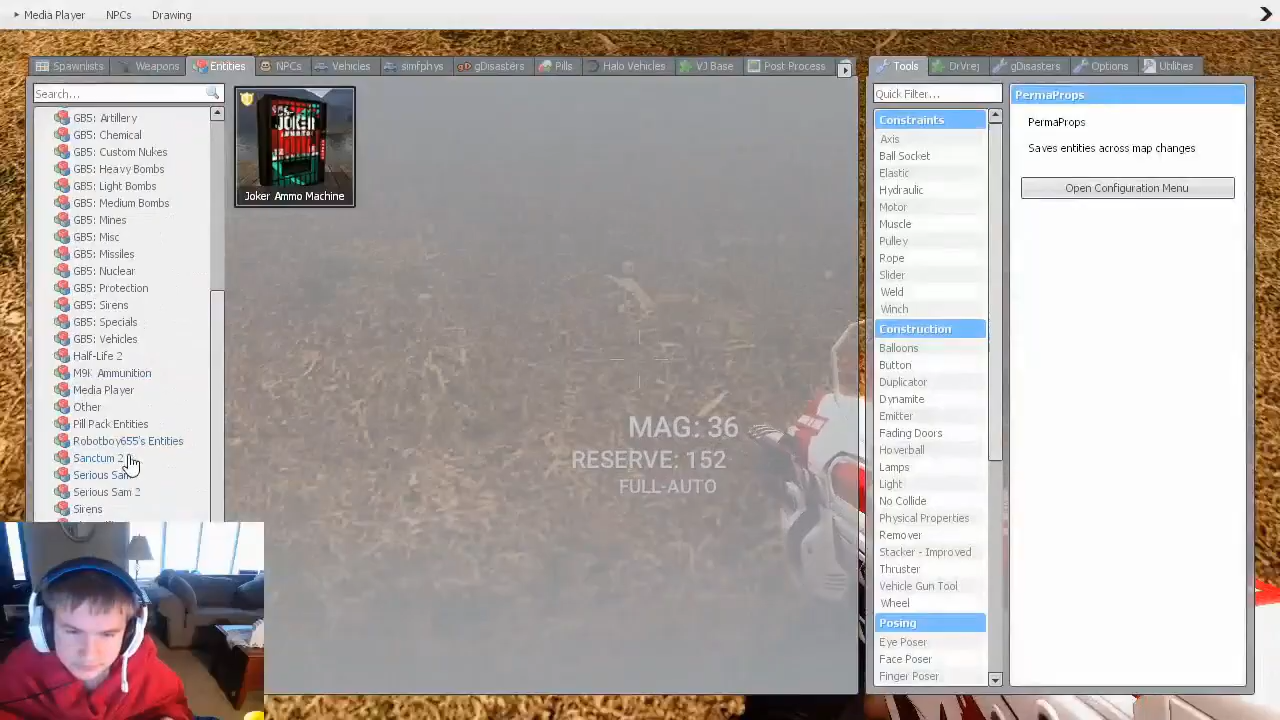 Media Player NPCs Drawing
Spawnlists Weapons Entities NPCs Vehicles simfphys gDisasters Pills Halo Vehicles VJ Base Post Process
Tools DrVrej gDisasters Options Utilities
Search...
GB5: Artillery
GB5: Chemical
GB5: Custom Nukes
GB5: Heavy Bombs
GB5: Light Bombs
GB5: Medium Bombs
GB5: Mines
GB5: Misc
GB5: Missiles
GB5: Nuclear
GB5: Protection
GB5: Sirens
GB5: Specials
GB5: Vehicles
Half-Life 2
M9K Ammunition
Media Player
Other
Pill Pack Entities
Robotboy655's Entities
Sanctum 2
Serious Sam
Serious Sam 2
Sirens
JOKER
Joker Ammo Machine
MAG: 36
RESERVE: 152
FULL-AUTO
Quick Filter...
Constraints
Axis
Ball Socket
Elastic
Hydraulic
Motor
Muscle
Pulley
Rope
Slider
Weld
Winch
Construction
Balloons
Button
Duplicator
Dynamite
Emitter
Fading Doors
Hoverball
Lamps
Light
No Collide
Physical Properties
Remover
Stacker - Improved
Thruster
Vehicle Gun Tool
Wheel
Posing
Eye Poser
Face Poser
Finger Poser
PermaProps
PermaProps
Saves entities across map changes
Open Configuration Menu